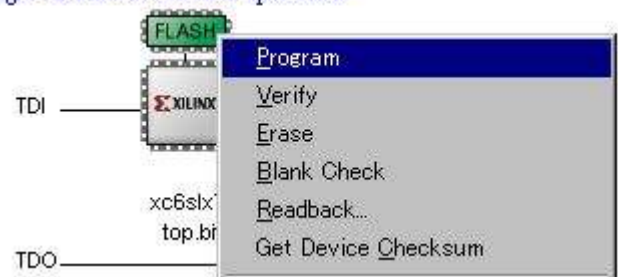 FLASH
Program
TDI
XILINX
Verify
Erase
Blank Check
xc6slx
Readback...
top.bi
Get Device Checksum
TDO